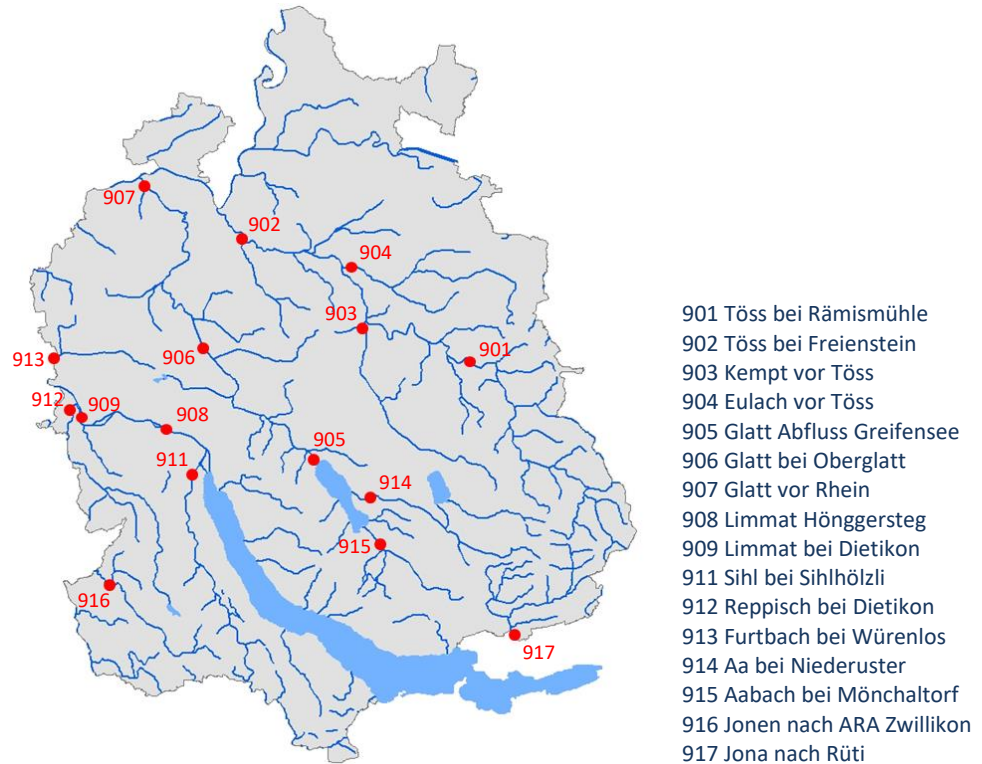 907
902
904
903
906
901
913
912
909
908
905
911
914
915
916
917
901 Töss bei Rämismühle
902 Töss bei Freienstein
903 Kempt vor Töss
904 Eulach vor Töss
905 Glatt Abfluss Greifensee
906 Glatt bei Oberglatt
907 Glatt vor Rhein
908 Limmat Hönggersteg
909 Limmat bei Dietikon
911 Sihl bei Sihlhölzli
912 Reppisch bei Dietikon
913 Furtbach bei Würenlos
914 Aa bei Niederuster
915 Aabach bei Mönchaltorf
916 Jonen nach ARA Zwillikon
917 Jona nach Rüti